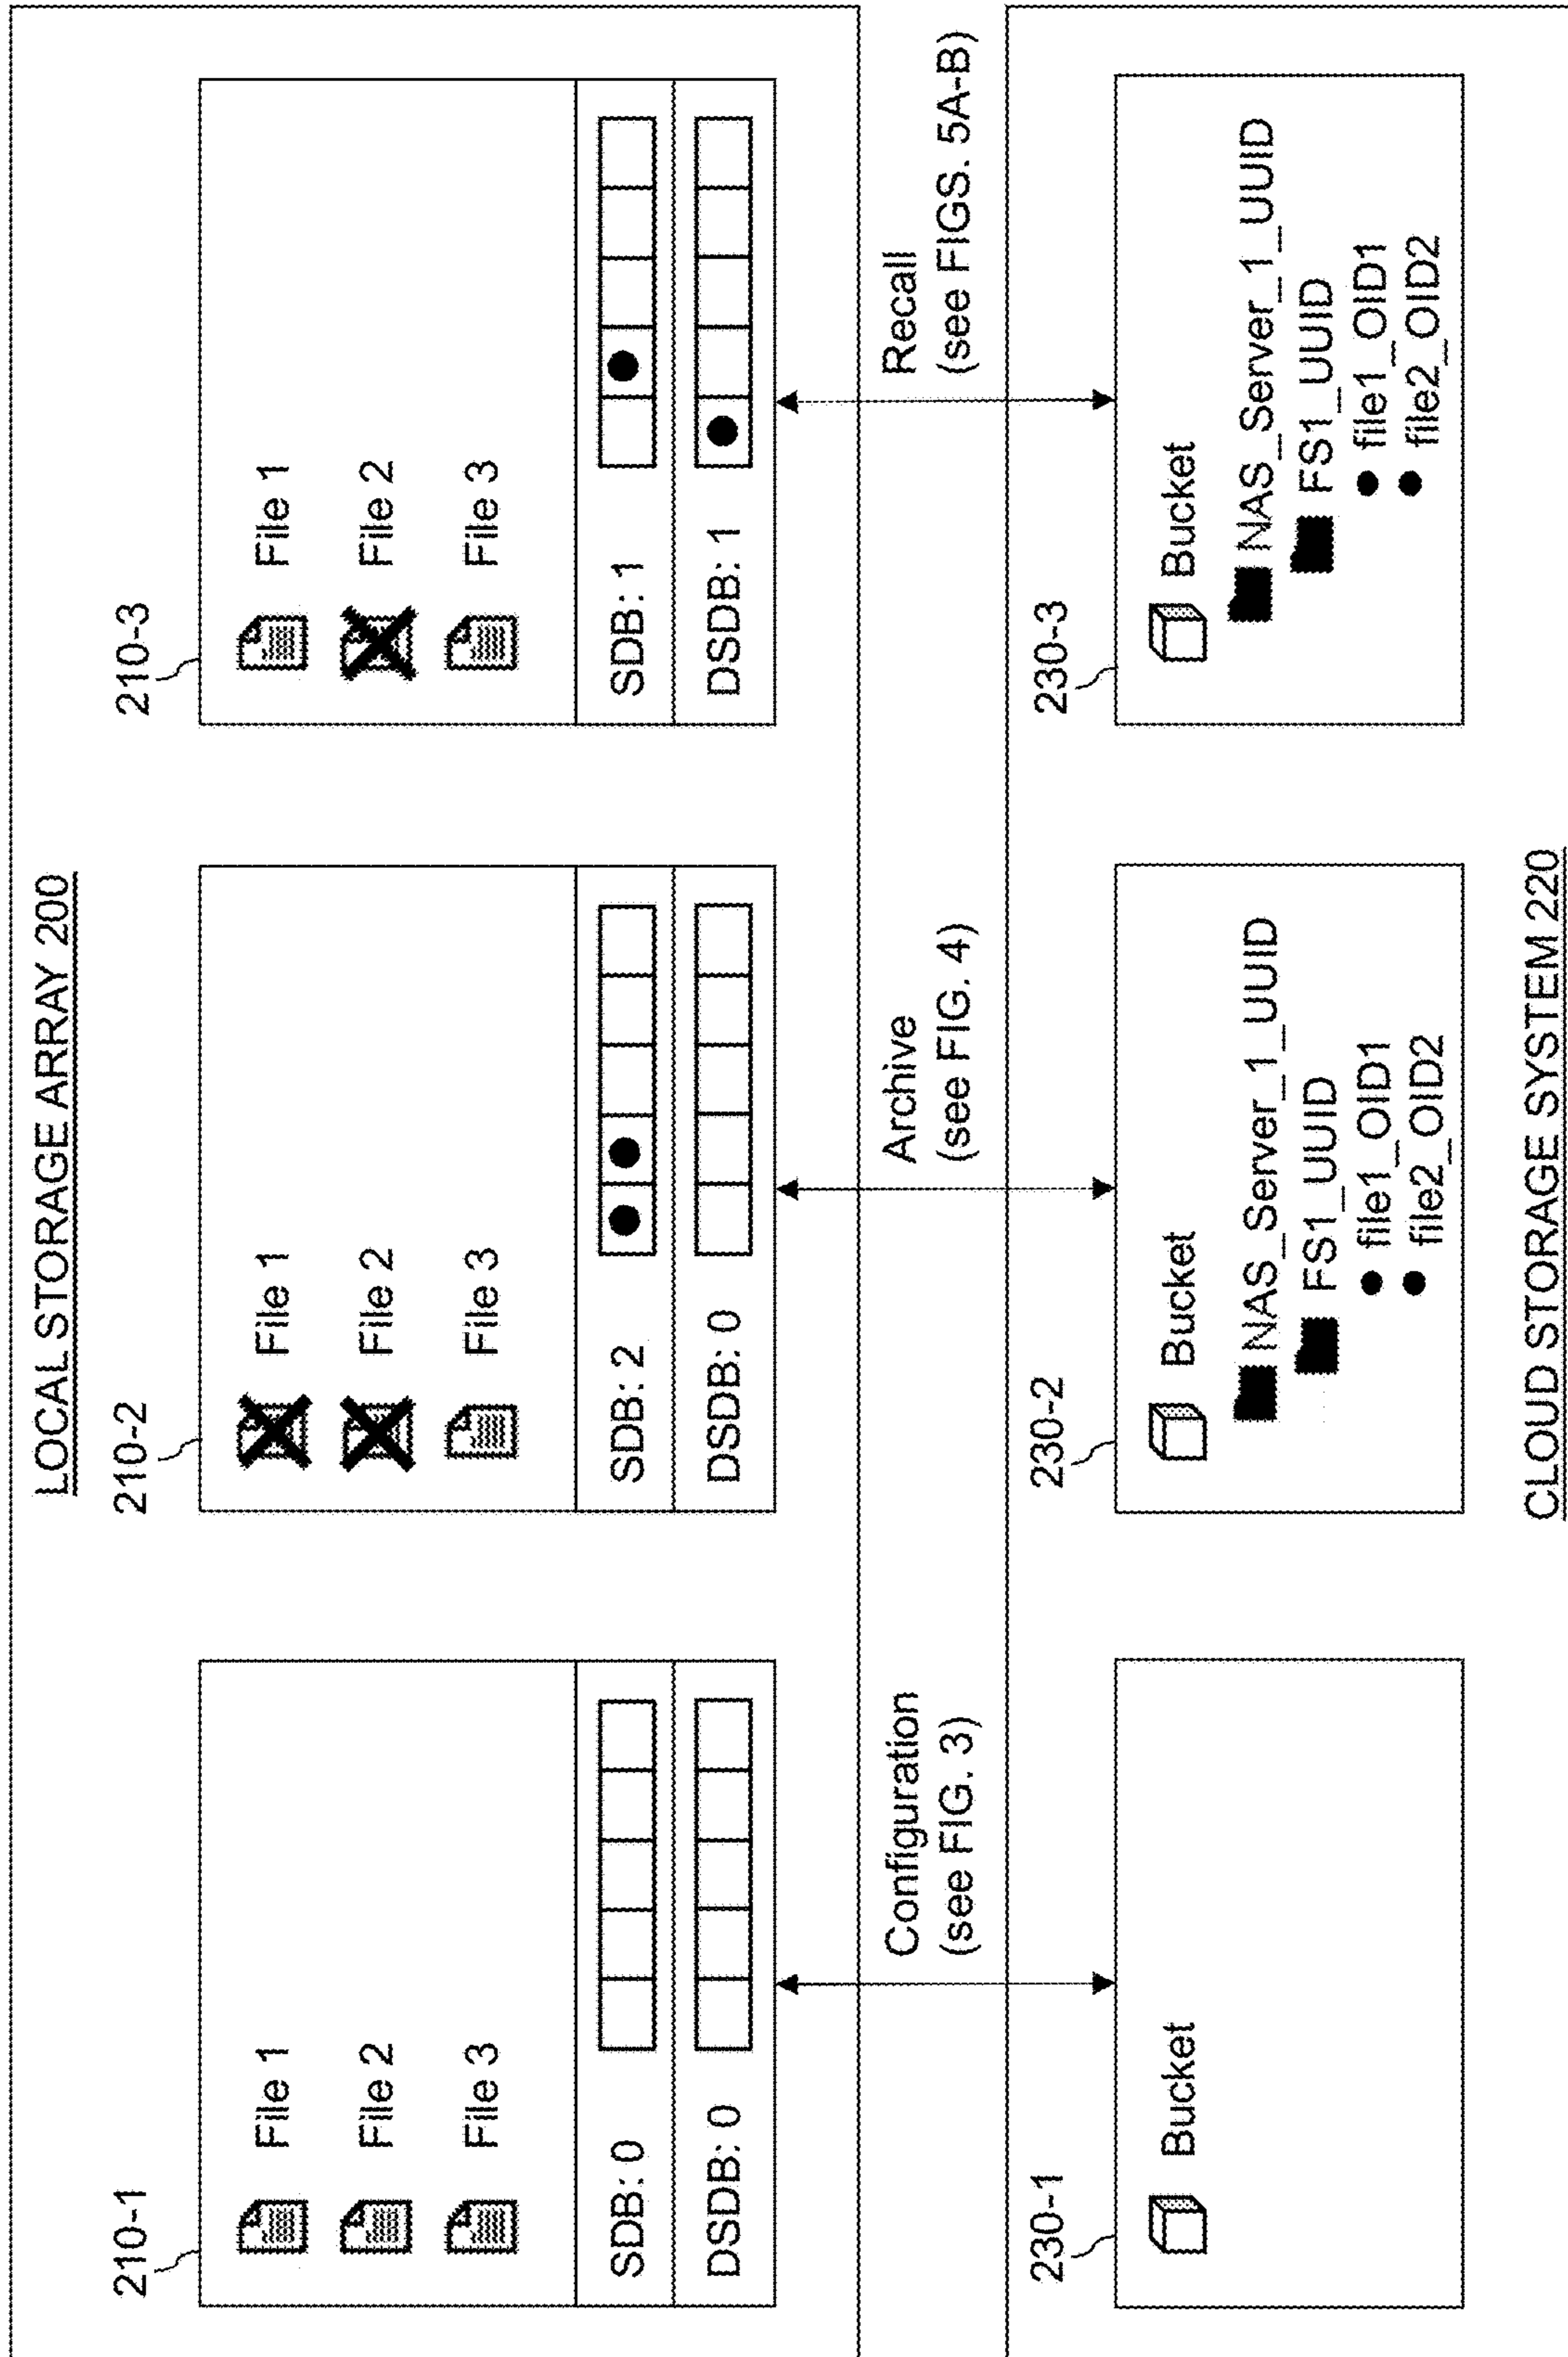 LOCAL STORAGE ARRAY 200
210-1
File 1
File 2
File 3
SDB: 0
DSDB: 0
210-2
File 1
File 2
File 3
SDB: 2
DSDB: 0
210-3
File 1
File 2
File 3
SDB: 1
DSDB: 1
Configuration
(see FIG. 3)
Archive
(see FIG. 4)
Recall
(see FIGS. 5A-B)
230-1
Bucket
230-2
Bucket
NAS_Server_1_UUID
FS1_UUID
file1_OID1
file2_OID2
230-3
Bucket
NAS_Server_1_UUID
FS1_UUID
file1_OID1
file2_OID2
CLOUD STORAGE SYSTEM 220